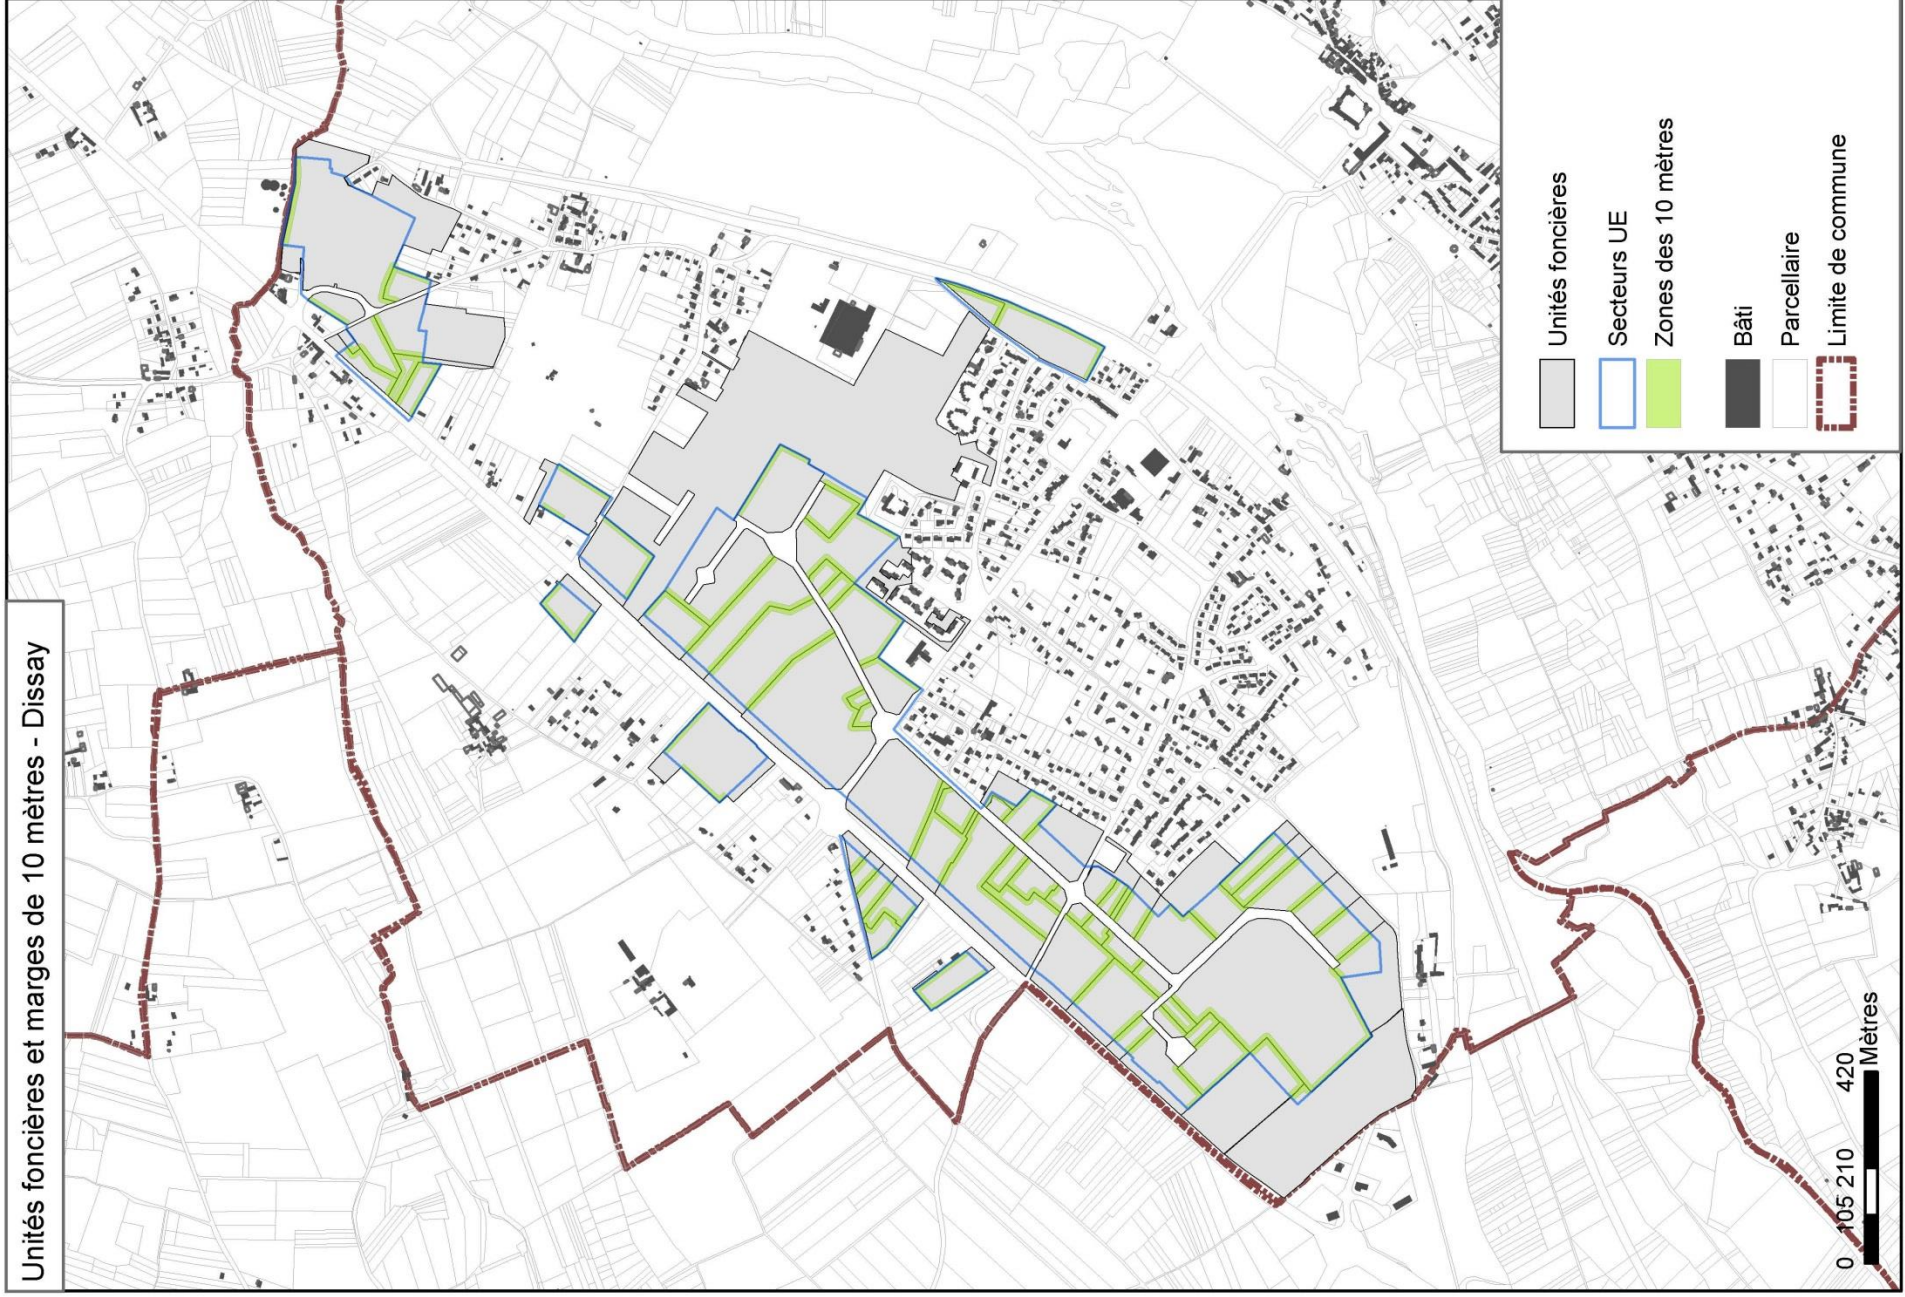 Unités foncières et marges de 10 mètres - Dissay
Unités foncières
Secteurs UE
Zones des 10 mètres
Bâti
Parcellaire
Limite de commune
0 105 210 420
Mètres